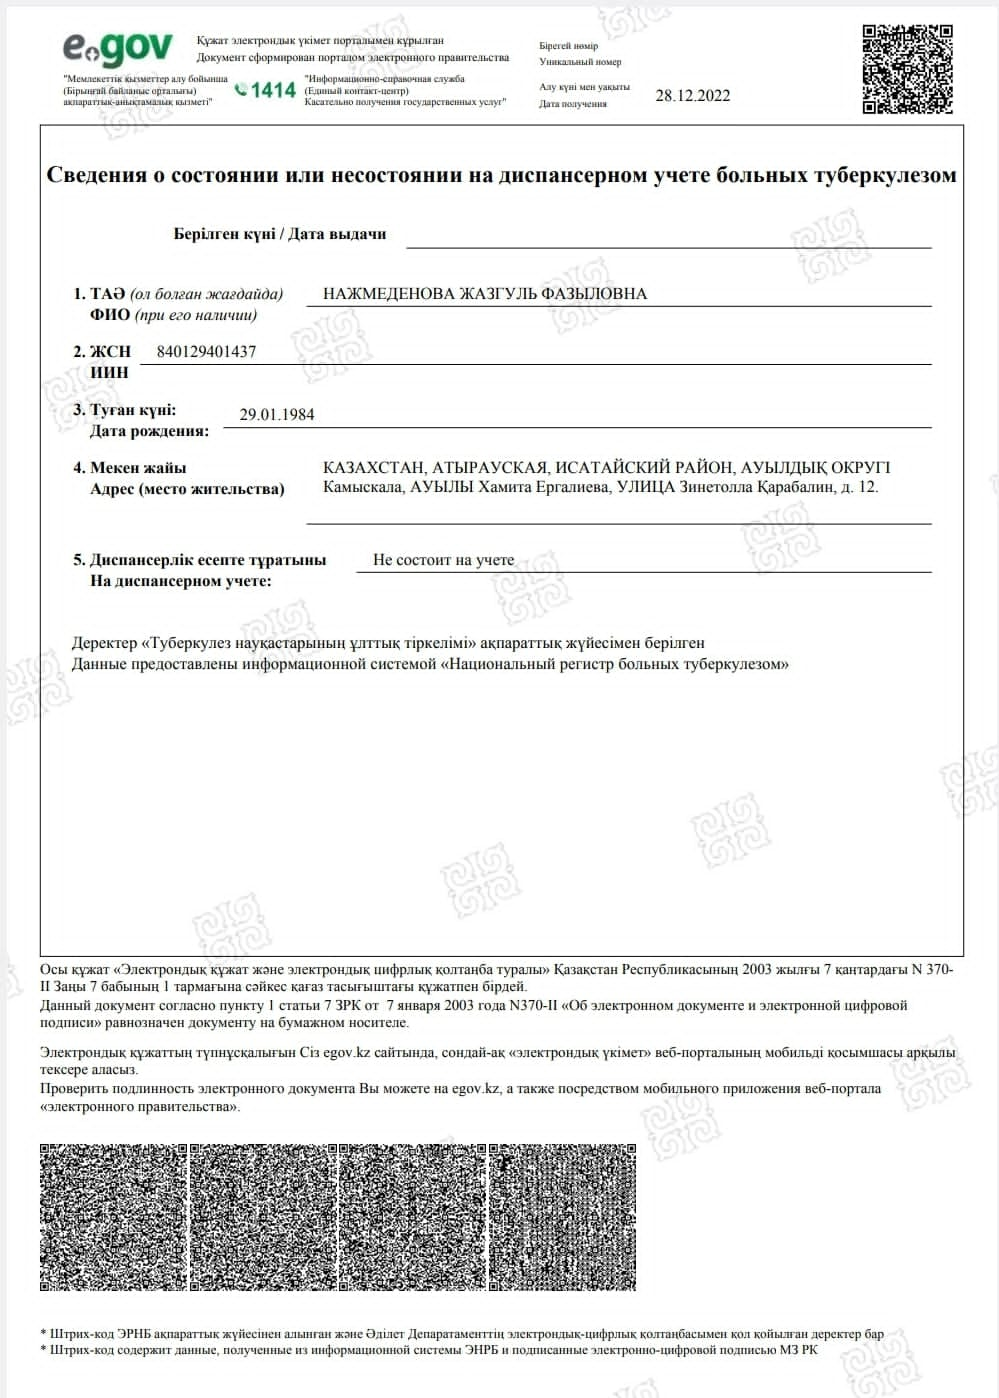 e.gov
Құжат электрондық үкімет порталымен құрылған
Документ сформирован порталом электронного правительства
"Мемлекеттік қызметтер алу бойынша
(Бірыңғай байланыс орталығы)
ақпараттық-анықтамалық қызметі"
1414
"Информационно-справочная служба
(Единый контакт-центр)
Касательно получения государственных услуг"
Бірегей нөмір
Уникальный номер
Алу күні мен уақыты
Дата получения
28.12.2022
Сведения о состоянии или несостоянии на диспансерном учете больных туберкулезом
Берілген күні / Дата выдачи
1. ТАӘ (ол болған жағдайда) НАЖМЕДЕНОВА ЖАЗГУЛЬ ФАЗЫЛОВНА
ФИО (при его наличии)
2. ЖСН 840129401437
ИИН
3. Туған күні: 29.01.1984
Дата рождения:
4. Мекен жайы КАЗАХСТАН, АТЫРАУСКАЯ, ИСАТАЙСКИЙ РАЙОН, АУЫЛДЫҚ ОКРУГІ
Адрес (место жительства) Камыскала, АУЫЛЫ Хамита Ергалиева, УЛИЦА Зинетолла Қарабалин, д. 12.
5. Диспансерлік есепте тұратыны Не состоит на учете
На диспансерном учете:
Деректер «Туберкулез науқастарының ұлттық тіркелімі» ақпараттық жүйесімен берілген
Данные предоставлены информационной системой «Национальный регистр больных туберкулезом»
Осы құжат «Электрондық құжат және электрондық цифрлық қолтаңба туралы» Қазақстан Республикасының 2003 жылғы 7 қаңтардағы N 370-
II Заңы 7 бабының 1 тармағына сәйкес қағаз тасығыштағы құжатпен бірдей.
Данный документ согласно пункту 1 статьи 7 ЗРК от 7 января 2003 года N370-II «Об электронном документе и электронной цифровой
подписи» равнозначен документу на бумажном носителе.
Электрондық құжаттың түпнұсқалығын Сіз egov.kz сайтында, сондай-ақ «электрондық үкімет» веб-порталының мобильді қосымшасы арқылы
тексере аласыз.
Проверить подлинность электронного документа Вы можете на egov.kz, а также посредством мобильного приложения веб-портала
«электронного правительства».
* Штрих-код ЭРНБ ақпараттық жүйесінен алынған және Әділет Департаменттің электрондық-цифрлық қолтаңбасымен қол қойылған деректер бар
* Штрих-код содержит данные, полученные из информационной системы ЭНРБ и подписанные электронно-цифровой подписью МЗ РК